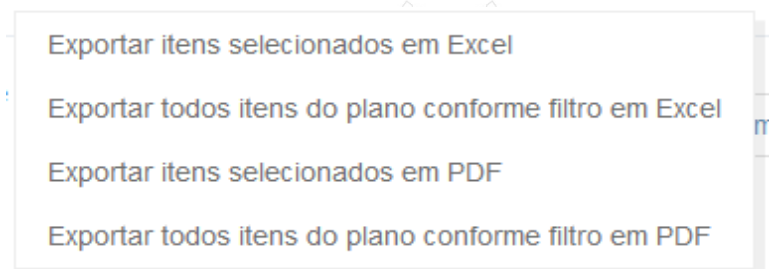 Exportar itens selecionados em Excel
Exportar todos itens do plano conforme filtro em Excel
Exportar itens selecionados em PDF
Exportar todos itens do plano conforme filtro em PDF